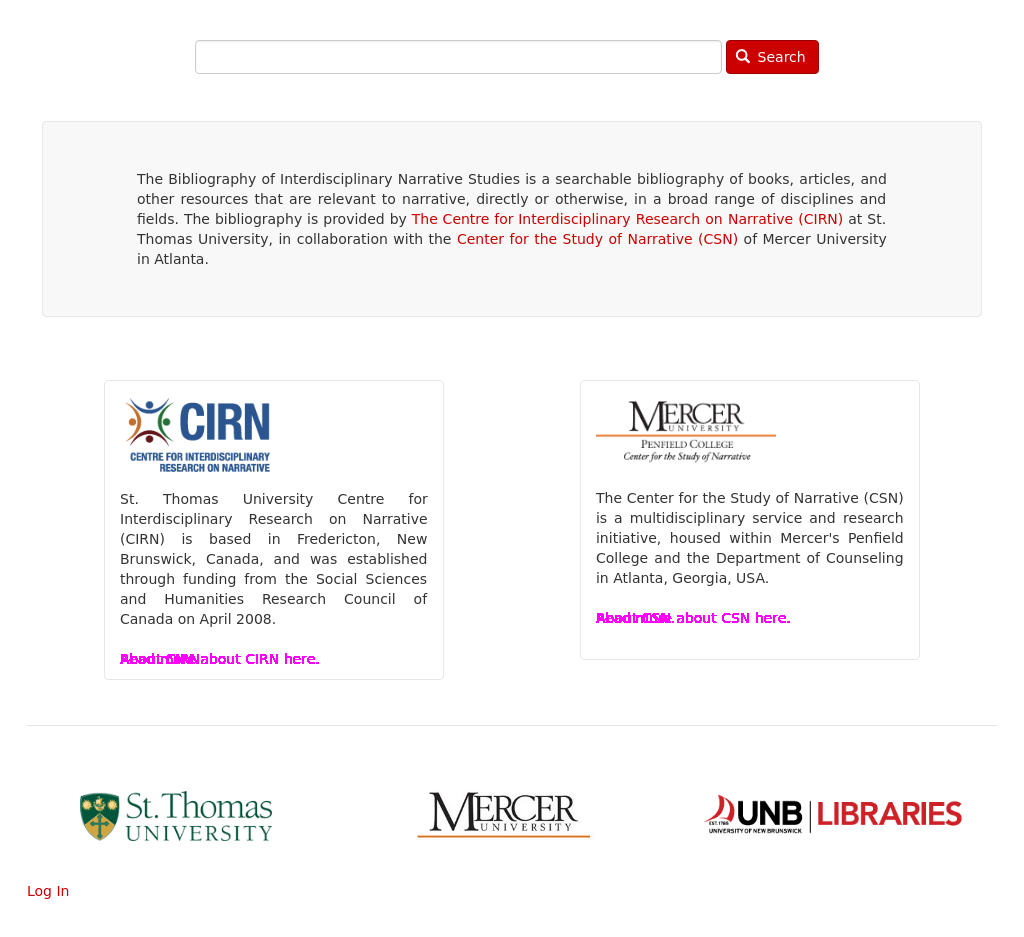 Search
The Bibliography of Interdisciplinary Narrative Studies is a searchable bibliography of books, articles, and
other resources that are relevant to narrative, directly or otherwise, in a broad range of disciplines and
fields. The bibliography is provided by The Centre for Interdisciplinary Research on Narrative (CIRN) at St.
Thomas University, in collaboration with the Center for the Study of Narrative (CSN) of Mercer University
in Atlanta.
CIRN
CENTRE FOR INTERDISCIPLINARY
RESEARCH ON NARRATIVE
St. Thomas University Centre for
Interdisciplinary Research on Narrative
(CIRN) is based in Fredericton, New
Brunswick, Canada, and was established
through funding from the Social Sciences
and Humanities Research Council of
Canada on April 2008.
about CIRN here.
MERCER
UNIVERSITY
PENFIELD COLLEGE
Center for the Study of Narrative
The Center for the Study of Narrative (CSN)
is a multidisciplinary service and research
initiative, housed within Mercer's Penfield
College and the Department of Counseling
in Atlanta, Georgia, USA.
about CSN here.
St. Thomas
UNIVERSITY
MERCER
UNIVERSITY
EST. 1785 UNB
UNIVERSITY OF NEW BRUNSWICK
LIBRARIES
Log In